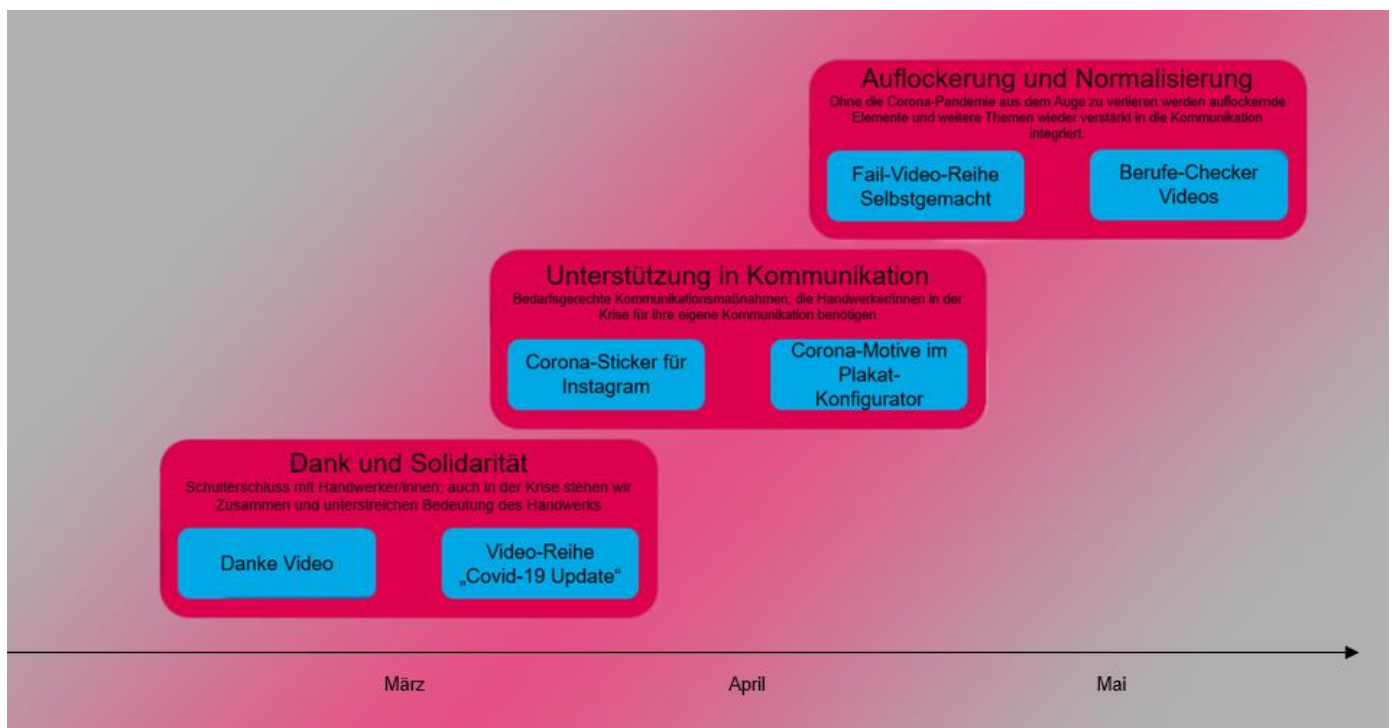 Auflockerung und Normalisierung
Ohne die Corona-Pandemie aus dem Auge zu verlieren werden auflockernde
Elemente und weitere Themen wieder verstärkt in die Kommunikation
integriert
Fail-Video-Reihe
Selbstgemacht
Berufe-Checker
Videos
Unterstützung in Kommunikation
Bedarfsgerechte Kommunikationsmaßnahmen, die Handwerker/innen in der
Krise für ihre eigene Kommunikation benötigen
Corona-Sticker für
Instagram
Corona-Motive im
Plakat-
Konfigurator
Dank und Solidarität
Schulterschluss mit Handwerker/innen; auch in der Krise stehen wir
Zusammen und unterstreichen Bedeutung des Handwerks
Danke Video
Video-Reihe
„Covid-19 Update“
März
April
Mai